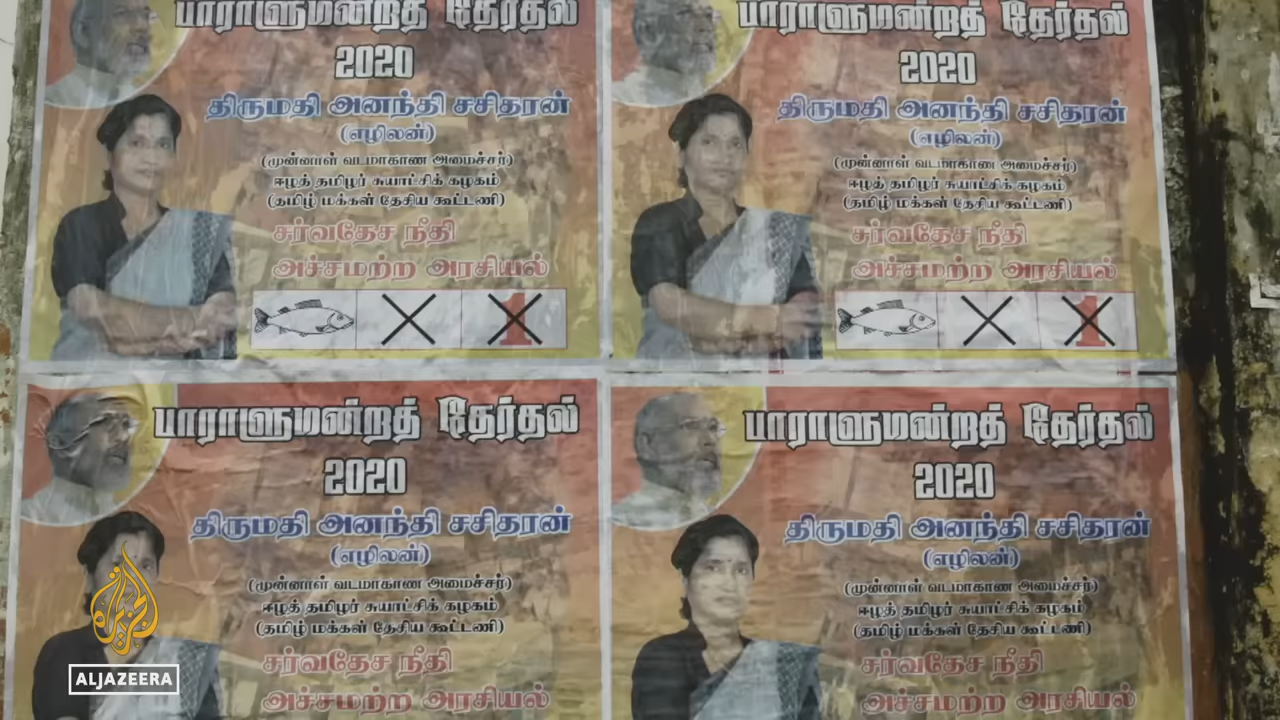 பாராளுமன்றத் தேர்தல்
2020
திருமதி அனந்தி சசிதரன்
(எழிலன்)
(முன்னாள் வடமாகாண அமைச்சர்)
ஈழத் தமிழர் சுயாட்சிக் கழகம்
(தமிழ் மக்கள் தேசிய கூட்டணி)
சர்வதேச நீதி
அச்சமற்ற அரசியல்
1
பாராளுமன்றத் தேர்தல்
2020
திருமதி அனந்தி சசிதரன்
(எழிலன்)
(முன்னாள் வடமாகாண அமைச்சர்)
ஈழத் தமிழர் சுயாட்சிக் கழகம்
(தமிழ் மக்கள் தேசிய கூட்டணி)
சர்வதேச நீதி
அச்சமற்ற அரசியல்
1
பாராளுமன்றத் தேர்தல்
2020
திருமதி அனந்தி சசிதரன்
(எழிலன்)
(முன்னாள் வடமாகாண அமைச்சர்)
ஈழத் தமிழர் சுயாட்சிக் கழகம்
(தமிழ் மக்கள் தேசிய கூட்டணி)
சர்வதேச நீதி
அச்சமற்ற அரசியல்
பாராளுமன்றத் தேர்தல்
2020
திருமதி அனந்தி சசிதரன்
(எழிலன்)
(முன்னாள் வடமாகாண அமைச்சர்)
ஈழத் தமிழர் சுயாட்சிக் கழகம்
(தமிழ் மக்கள் தேசிய கூட்டணி)
சர்வதேச நீதி
அச்சமற்ற அரசியல்
الجزيرة
ALJAZEERA